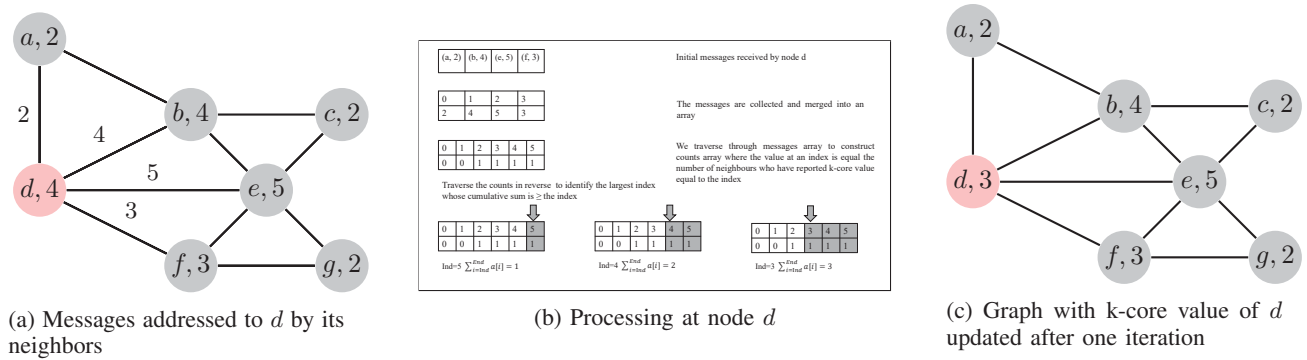 a, 2
b, 4
c, 2
d, 4
e, 5
f, 3
g, 2
2
4
5
3
(a) Messages addressed to d by its
neighbors
(a, 2) (b, 4) (e, 5) (f, 3)
Initial messages received by node d
0 1 2 3
2 4 5 3
The messages are collected and merged into an
array
0 1 2 3 4 5
0 0 1 1 1 1
We traverse through messages array to construct
counts array where the value at an index is equal the
number of neighbours who have reported k-core value
equal to the index
Traverse the counts in reverse to identify the largest index
whose cumulative sum is ≥ the index
0 1 2 3 4 5
0 0 1 1 1 1
Ind=5 ∑_{i=Ind}^{End} a[i] = 1
0 1 2 3 4 5
0 0 1 1 1 1
Ind=4 ∑_{i=Ind}^{End} a[i] = 2
0 1 2 3 4 5
0 0 1 1 1 1
Ind=3 ∑_{i=Ind}^{End} a[i] = 3
(b) Processing at node d
a, 2
b, 4
c, 2
d, 3
e, 5
f, 3
g, 2
(c) Graph with k-core value of d
updated after one iteration